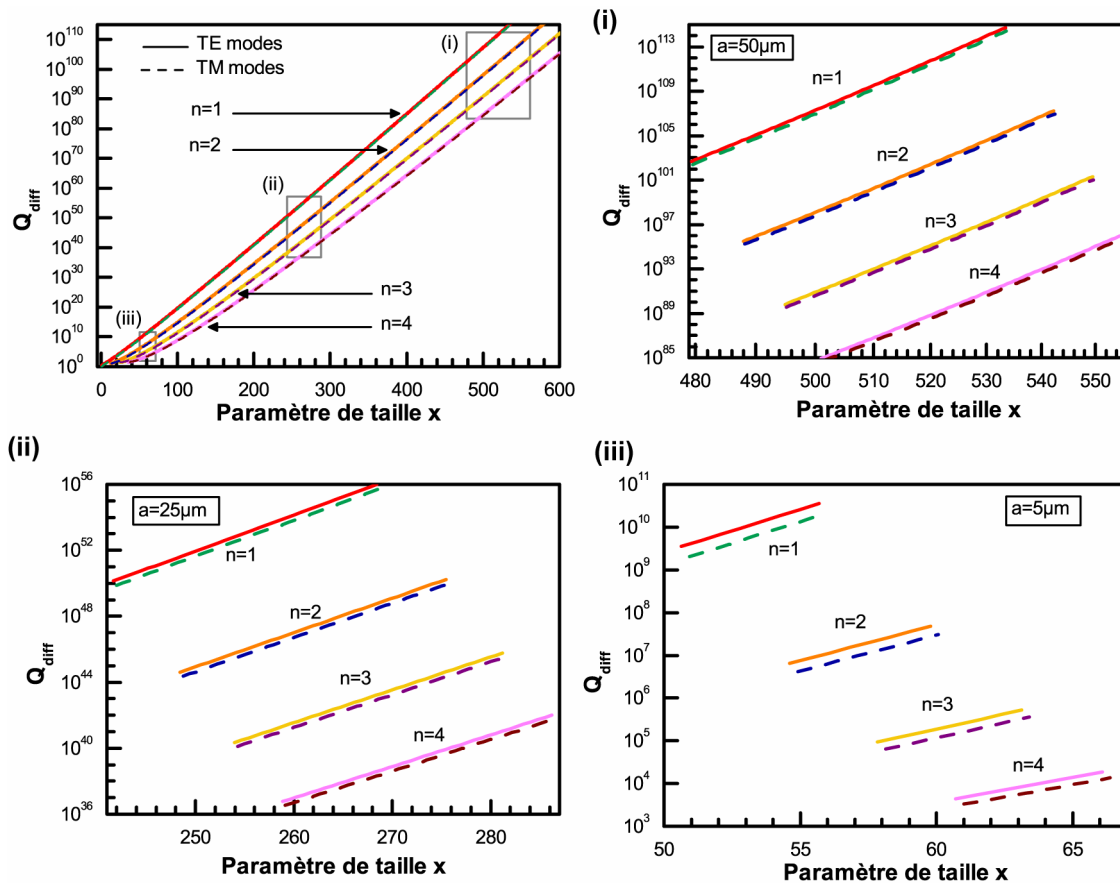 TE modes
TM modes
(i)
n=1
n=2
(ii)
n=3
n=4
(iii)
Q_diff
10^110
10^100
10^90
10^80
10^70
10^60
10^50
10^40
10^30
10^20
10^10
10^0
0 100 200 300 400 500 600
Paramètre de taille x
(i)
a=50µm
n=1
n=2
n=3
n=4
Q_diff
10^113
10^109
10^105
10^101
10^97
10^93
10^89
10^85
480 490 500 510 520 530 540 550
Paramètre de taille x
(ii)
a=25µm
n=1
n=2
n=3
n=4
Q_diff
10^56
10^52
10^48
10^44
10^40
10^36
250 260 270 280
Paramètre de taille x
(iii)
a=5µm
n=1
n=2
n=3
n=4
Q_diff
10^11
10^10
10^9
10^8
10^7
10^6
10^5
10^4
10^3
50 55 60 65
Paramètre de taille x